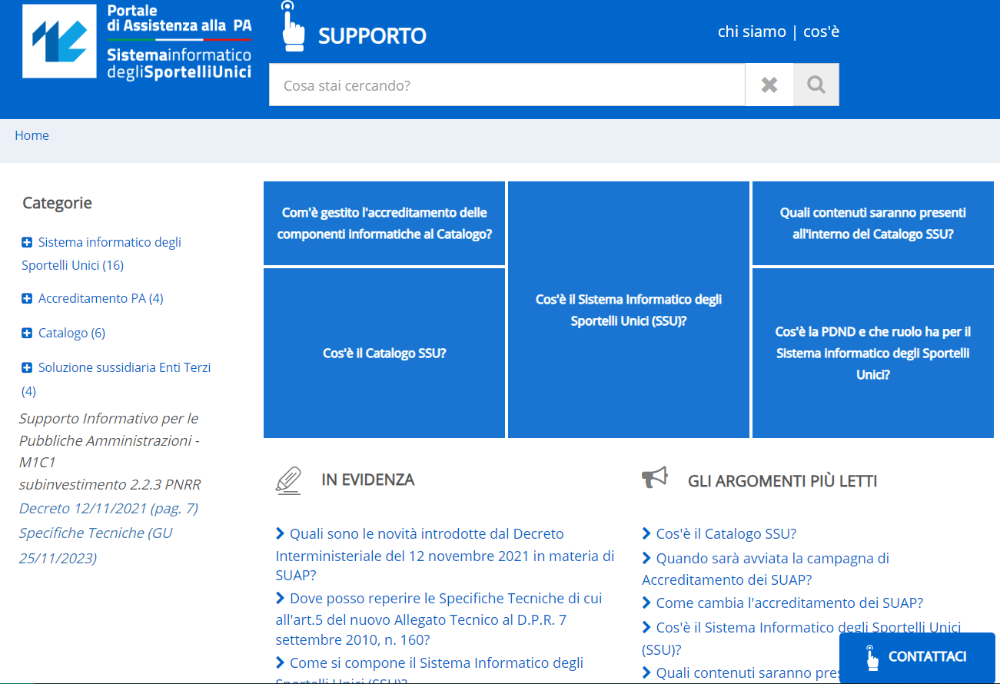 Portale
di Assistenza alla PA
Sistemainformatico
degliSportelliUnici
SUPPORTO
chi siamo | cos'è
Cosa stai cercando?
Home
Categorie
Sistema informatico degli
Sportelli Unici (16)
Accreditamento PA (4)
Catalogo (6)
Soluzione sussidiaria Enti Terzi
(4)
Supporto Informativo per le
Pubbliche Amministrazioni -
M1C1
subinvestimento 2.2.3 PNRR
Decreto 12/11/2021 (pag. 7)
Specifiche Tecniche (GU
25/11/2023)
Com'è gestito l'accreditamento delle
componenti informatiche al Catalogo?
Cos'è il Catalogo SSU?
Cos'è il Sistema Informatico degli
Sportelli Unici (SSU)?
Quali contenuti saranno presenti
all'interno del Catalogo SSU?
Cos'è la PDND e che ruolo ha per il
Sistema informatico degli Sportelli
Unici?
IN EVIDENZA
Quali sono le novità introdotte dal Decreto
Interministeriale del 12 novembre 2021 in materia di
SUAP?
Dove posso reperire le Specifiche Tecniche di cui
all'art.5 del nuovo Allegato Tecnico al D.P.R. 7
settembre 2010, n. 160?
Come si compone il Sistema Informatico degli
Sportelli Unici (SSU)?
GLI ARGOMENTI PIÙ LETTI
Cos'è il Catalogo SSU?
Quando sarà avviata la campagna di
Accreditamento dei SUAP?
Come cambia l'accreditamento dei SUAP?
Cos'è il Sistema Informatico degli Sportelli Unici
(SSU)?
Quali contenuti saranno
CONTATTACI